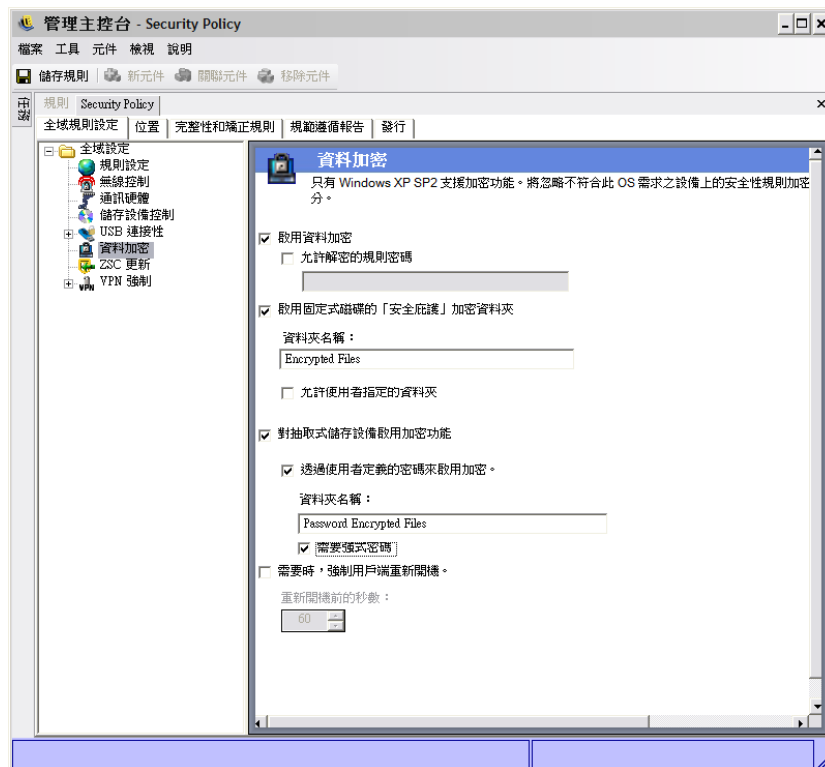 管理主控台 - Security Policy
檔案 工具 元件 檢視 說明
儲存規則 新元件 關聯元件 移除元件
規則 Security Policy
全域規則設定 位置 完整性和矯正規則 規範遵循報告 發行
全域設定
規則設定
無線控制
通訊硬體
儲存設備控制
USB 連接性
資料加密
ZSC 更新
VPN 強制
資料加密
只有 Windows XP SP2 支援加密功能。將忽略不符合此 OS 需求之設備上的安全性規則加密
分。
啟用資料加密
允許解密的規則密碼
啟用固定式磁碟的「安全庇護」加密資料夾
資料夾名稱：
Encrypted Files
允許使用者指定的資料夾
對抽取式儲存設備啟用加密功能
透過使用者定義的密碼來啟用加密。
資料夾名稱：
Password Encrypted Files
需要強式密碼
需要時，強制用戶端重新開機。
重新開機前的秒數：
60